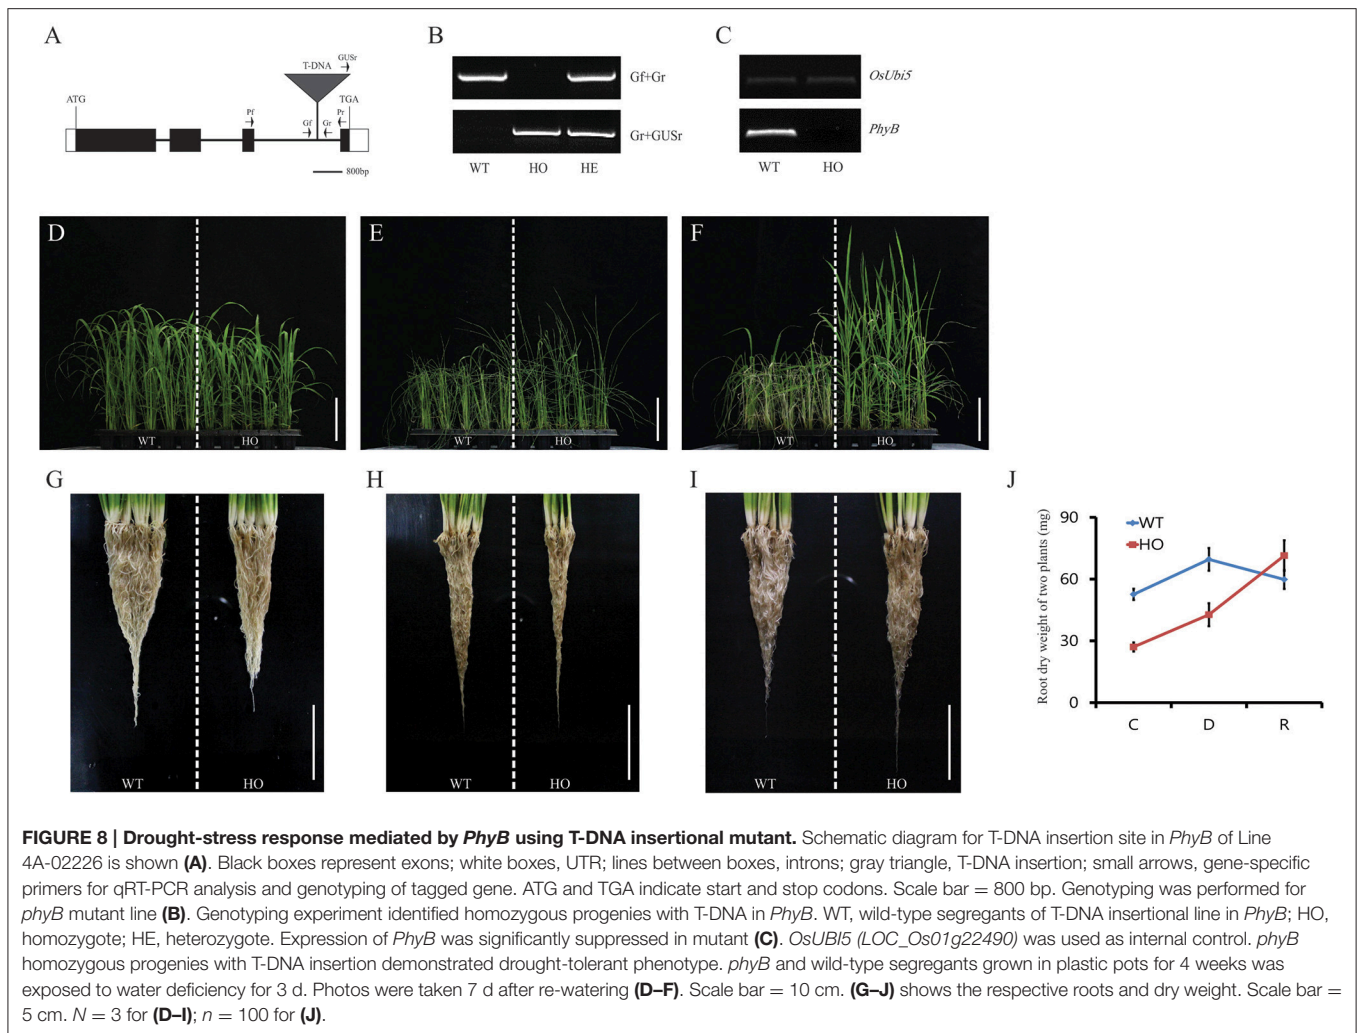 A
T-DNA
GUSr
ATG
Pf
Gf
Gr
Pr
TGA
800bp
B
Gf+Gr
Gr+GUSr
WT HO HE
C
OsUbi5
PhyB
WT HO
D
WT HO
E
WT HO
F
WT HO
G
WT HO
H
WT HO
I
WT HO
J
Root dry weight of two plants (mg)
90
60
30
0
WT
HO
C D R
FIGURE 8 | Drought-stress response mediated by PhyB using T-DNA insertional mutant. Schematic diagram for T-DNA insertion site in PhyB of Line
4A-02226 is shown (A). Black boxes represent exons; white boxes, UTR; lines between boxes, introns; gray triangle, T-DNA insertion; small arrows, gene-specific
primers for qRT-PCR analysis and genotyping of tagged gene. ATG and TGA indicate start and stop codons. Scale bar = 800 bp. Genotyping was performed for
phyB mutant line (B). Genotyping experiment identified homozygous progenies with T-DNA in PhyB. WT, wild-type segregants of T-DNA insertional line in PhyB; HO,
homozygote; HE, heterozygote. Expression of PhyB was significantly suppressed in mutant (C). OsUBI5 (LOC_Os01g22490) was used as internal control. phyB
homozygous progenies with T-DNA insertion demonstrated drought-tolerant phenotype. phyB and wild-type segregants grown in plastic pots for 4 weeks was
exposed to water deficiency for 3 d. Photos were taken 7 d after re-watering (D–F). Scale bar = 10 cm. (G–J) shows the respective roots and dry weight. Scale bar =
5 cm. N = 3 for (D–I); n = 100 for (J).